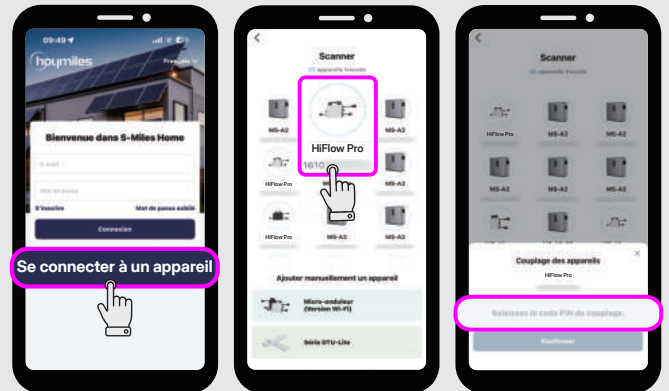 09:49
hoymiles
Français
Bienvenue dans S-Miles Home
E-mail
Mot de passe
S'inscrire Mot de passe oublié
Connexion
Se connecter à un appareil
Scanner
appareils trouvés
HiFlow Pro
1610
MS-A2 MS-A2
HiFlow Pro MS-A2
HiFlow Pro MS-A2 MS-A2
Ajouter manuellement un appareil
Micro-onduleur
(Version Wi-Fi)
Série DTU-Lite
Scanner
appareils trouvés
HiFlow Pro MS-A2 MS-A2
MS-A2 MS-A2 MS-A2
Couplage des appareils
HiFlow Pro
Saisissez le code PIN de couplage.
Confirmer